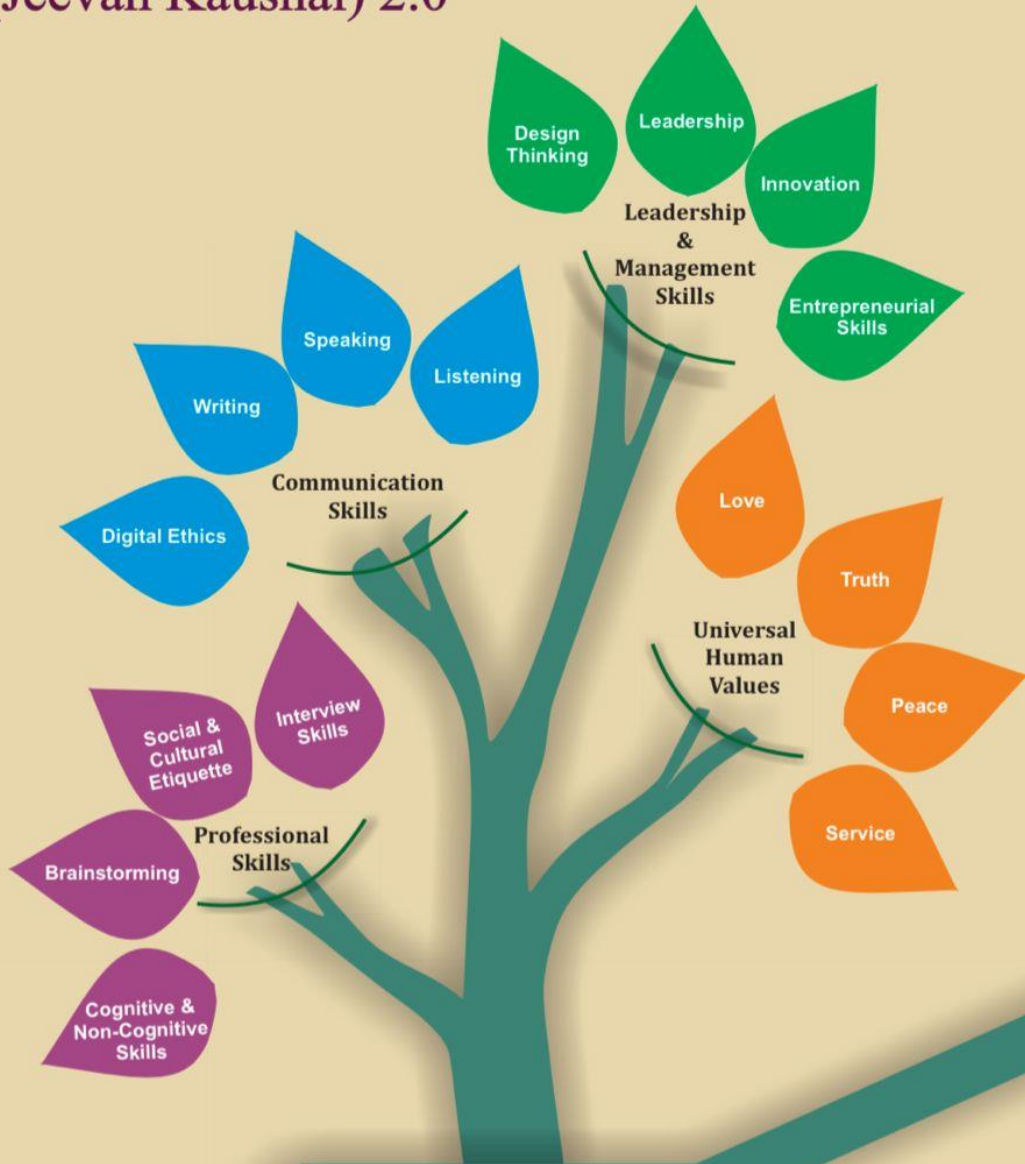 (Jeevan Kaushal) 2.0
Design
Thinking
Leadership
Innovation
Entrepreneurial
Skills
Leadership
&
Management
Skills
Speaking
Listening
Writing
Digital Ethics
Communication
Skills
Love
Truth
Peace
Service
Universal
Human
Values
Interview
Skills
Social &
Cultural
Etiquette
Brainstorming
Cognitive &
Non-Cognitive
Skills
Professional
Skills